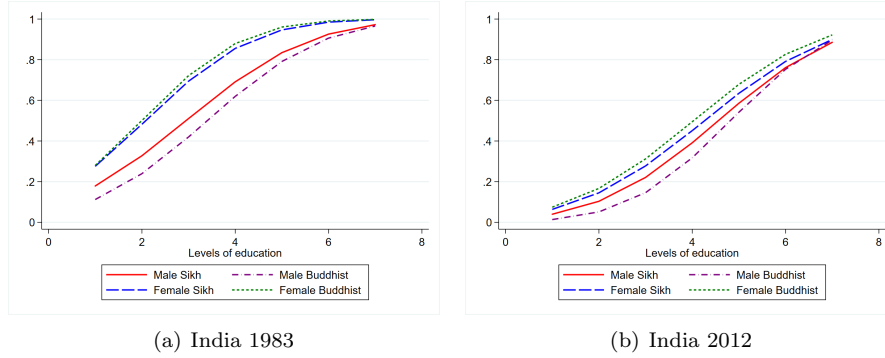 1
.8
.6
.4
.2
0
0 2 4 6 8
Levels of education
Male Sikh Male Buddhist
Female Sikh Female Buddhist
(a) India 1983
1
.8
.6
.4
.2
0
0 2 4 6 8
Levels of education
Male Sikh Male Buddhist
Female Sikh Female Buddhist
(b) India 2012